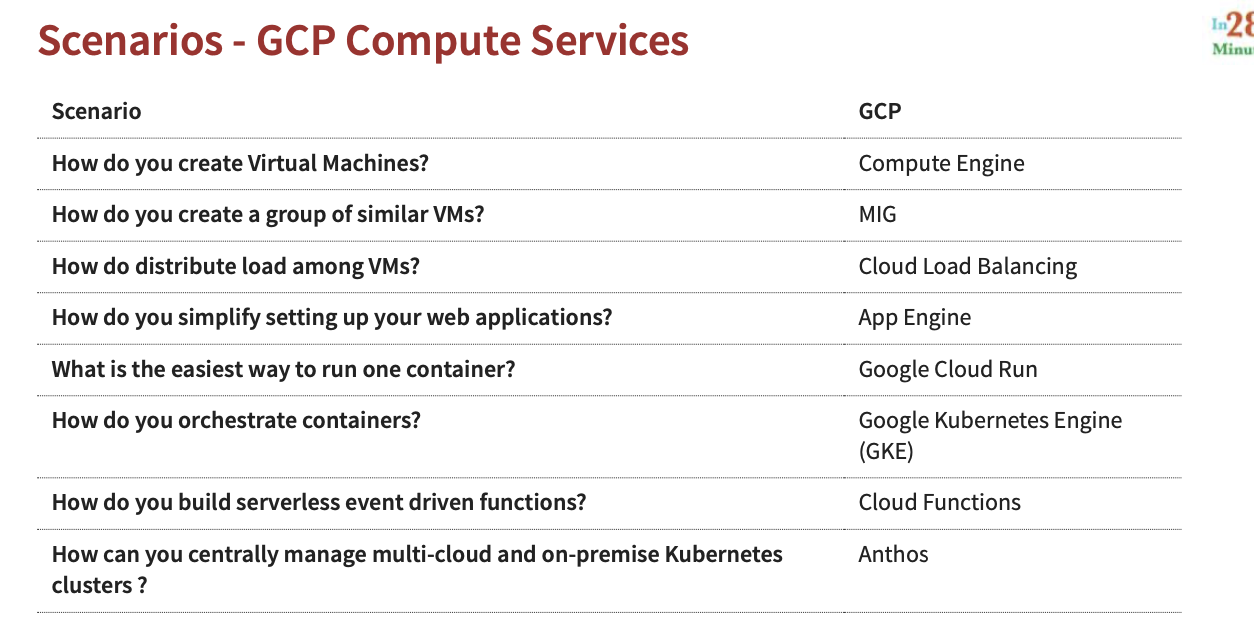 Scenarios - GCP Compute Services
In28
Minu
Scenario GCP
How do you create Virtual Machines? Compute Engine
How do you create a group of similar VMs? MIG
How do distribute load among VMs? Cloud Load Balancing
How do you simplify setting up your web applications? App Engine
What is the easiest way to run one container? Google Cloud Run
How do you orchestrate containers? Google Kubernetes Engine
(GKE)
How do you build serverless event driven functions? Cloud Functions
How can you centrally manage multi-cloud and on-premise Kubernetes Anthos
clusters ?